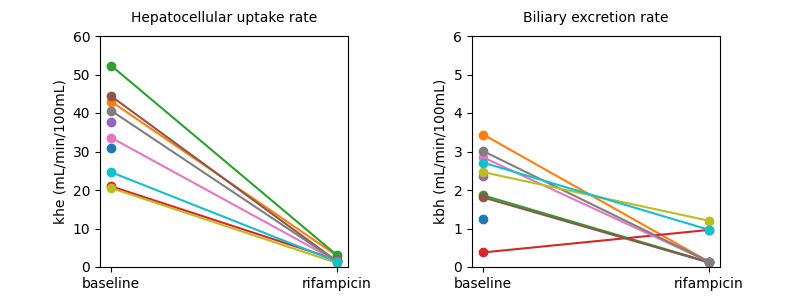 Hepatocellular uptake rate
khe (mL/min/100mL)
60
50
40
30
20
10
0
baseline
rifampicin
Biliary excretion rate
kbh (mL/min/100mL)
6
5
4
3
2
1
0
baseline
rifampicin